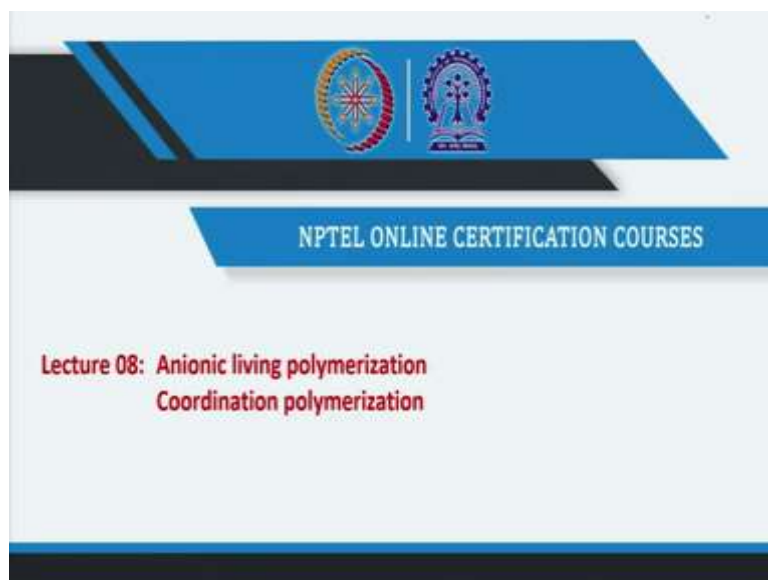 NPTEL ONLINE CERTIFICATION COURSES
Lecture 08: Anionic living polymerization
Coordination polymerization